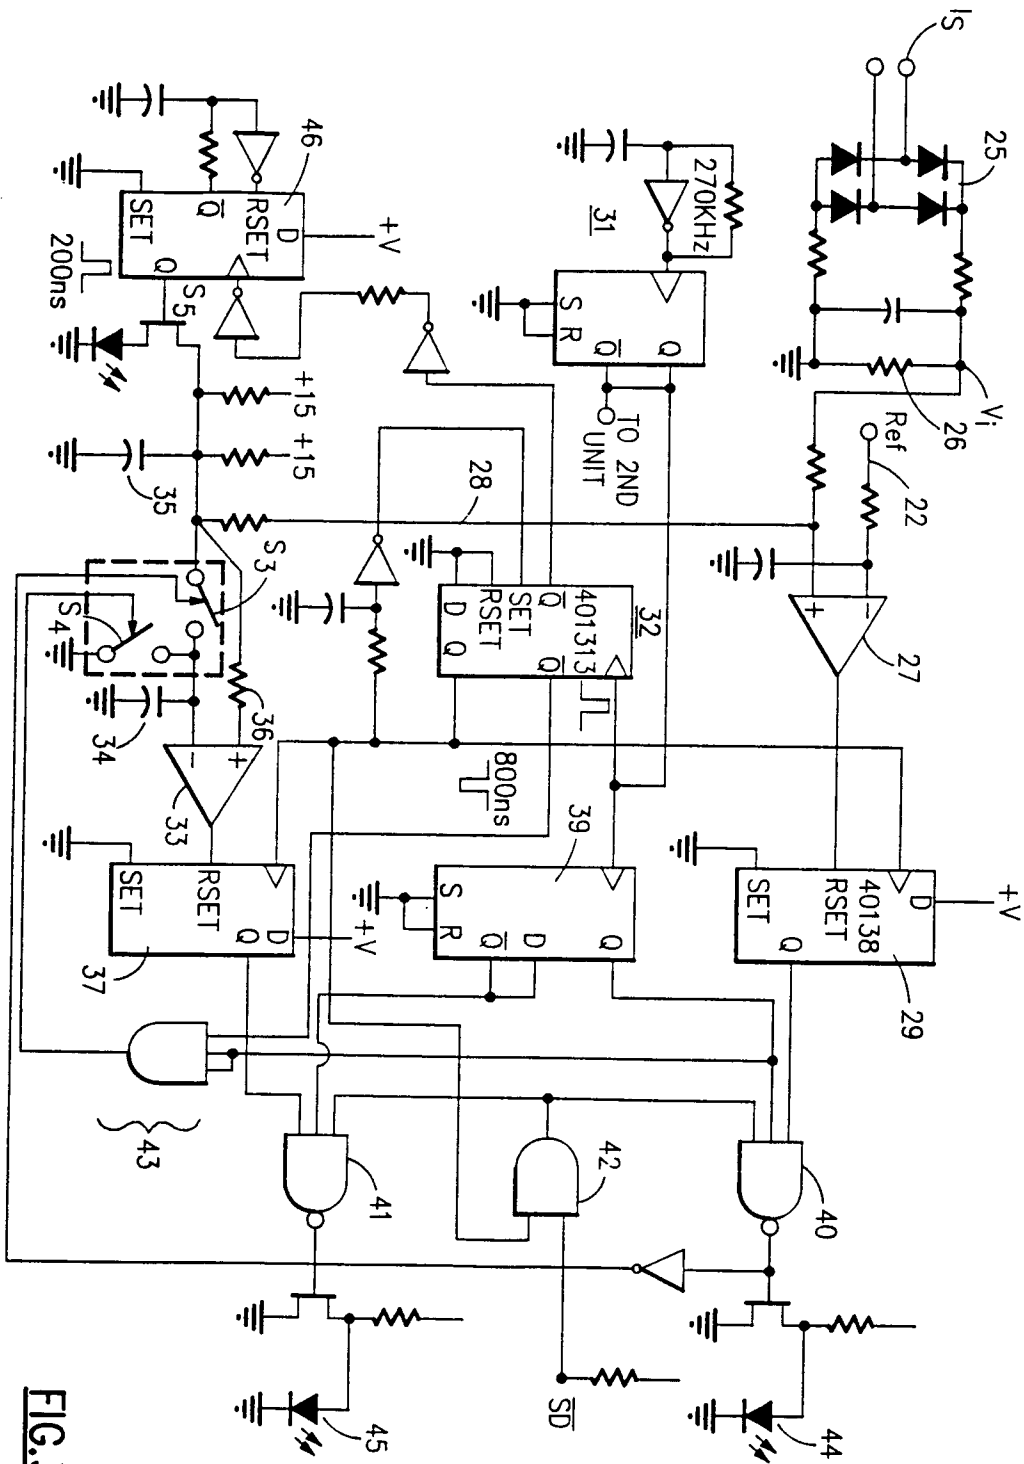 Is
25
26
Vi
Ref
22
27
+
−
+V
D
40138
RSET
SET
Q
29
40
44
270KHz
31
S
R
Q
Q
TO 2ND
UNIT
28
32
401313
Q
SET
RSET
D
Q
Q
800ns
39
S
R
Q
D
Q
42
SD
+V
46
D
RSET
Q
SET
Q
200ns
S5
+15
+15
35
S3
S4
34
36
+
−
33
+V
D
RSET
SET
Q
37
43
41
45
FIG.